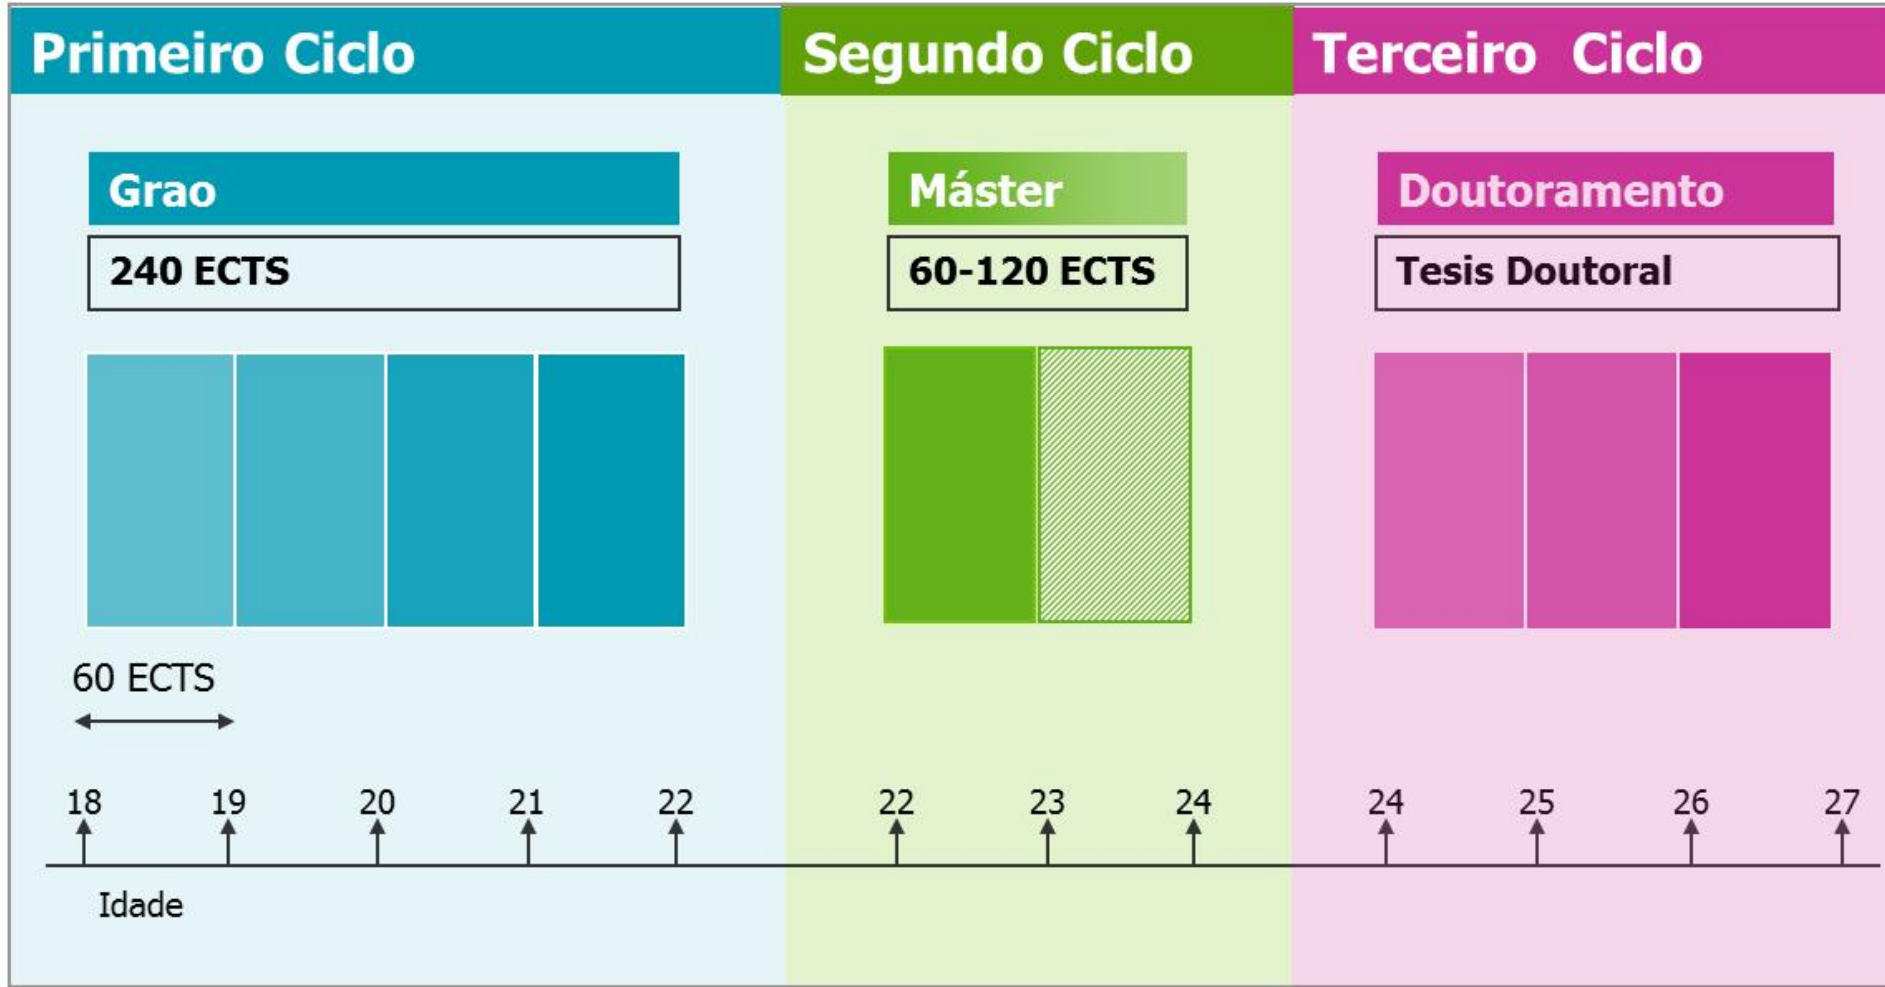 Primeiro Ciclo
Segundo Ciclo
Terceiro Ciclo
Grao
Máster
Doutoramento
240 ECTS
60-120 ECTS
Tesis Doutoral
60 ECTS
18 19 20 21 22 22 23 24 24 25 26 27
Idade